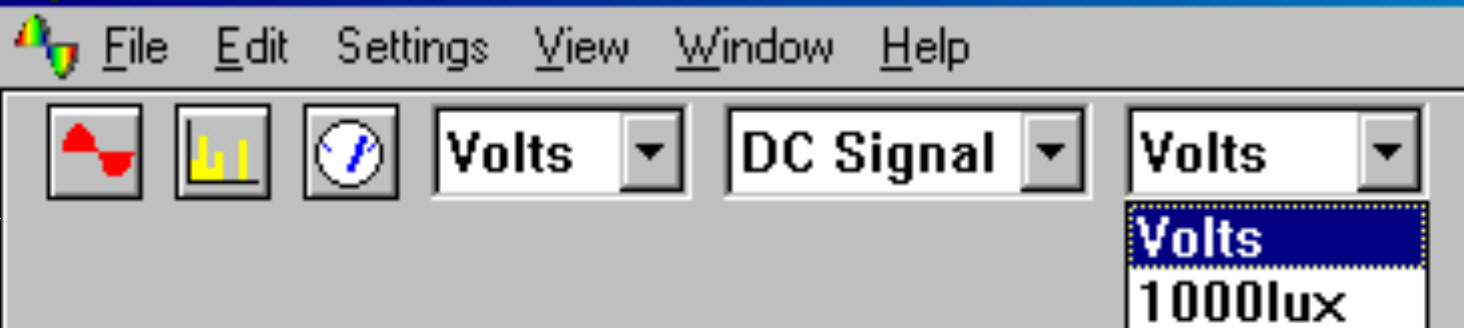 File Edit Settings View Window Help
Volts DC Signal Volts
Volts
1000lux